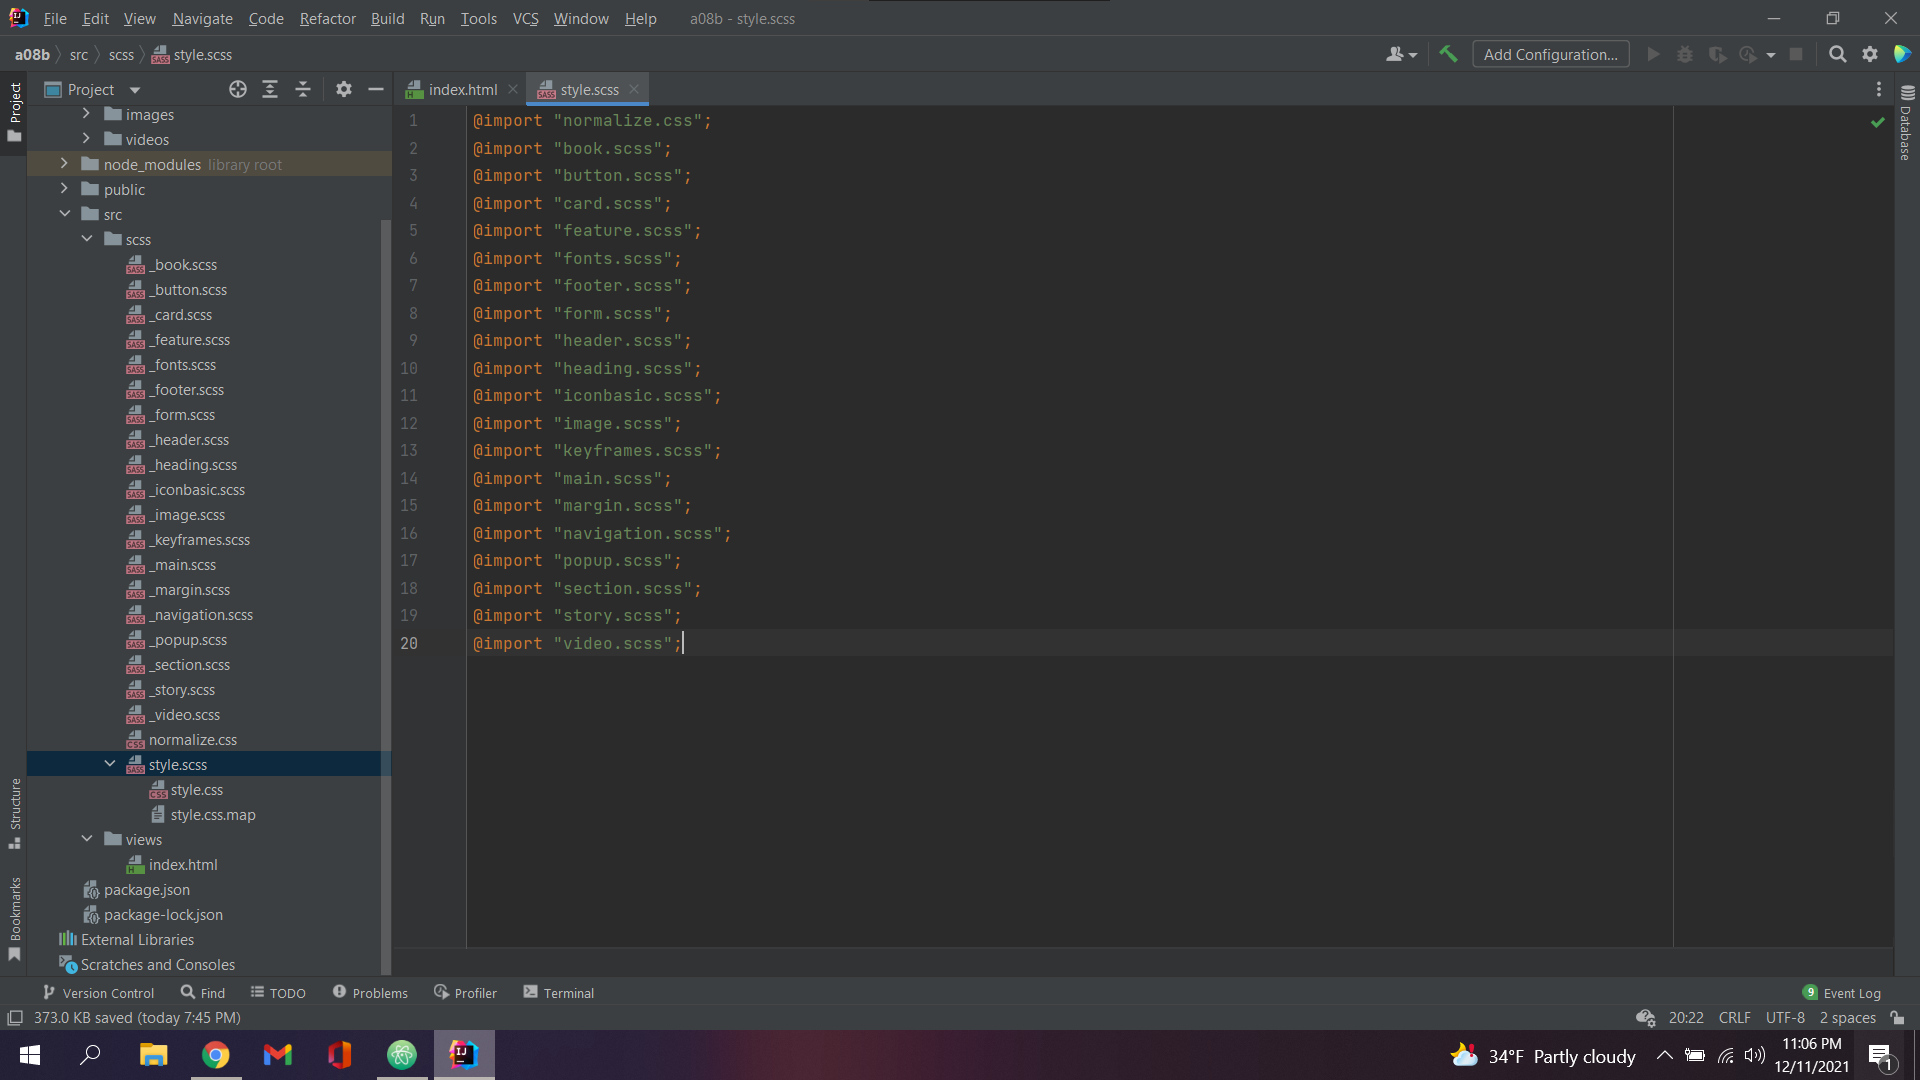 File Edit View Navigate Code Refactor Build Run Tools VCS Window Help a08b - style.scss
a08b src scss style.scss
Add Configuration...
Project
Project
index.html
style.scss
images
videos
node_modules library root
public
src
scss
_book.scss
_button.scss
_card.scss
_feature.scss
_fonts.scss
_footer.scss
_form.scss
_header.scss
_heading.scss
_iconbasic.scss
_image.scss
_keyframes.scss
_main.scss
_margin.scss
_navigation.scss
_popup.scss
_section.scss
_story.scss
_video.scss
normalize.css
style.scss
style.css
style.css.map
views
index.html
package.json
package-lock.json
External Libraries
Scratches and Consoles
Structure
Bookmarks
1 @import "normalize.css";
2 @import "book.scss";
3 @import "button.scss";
4 @import "card.scss";
5 @import "feature.scss";
6 @import "fonts.scss";
7 @import "footer.scss";
8 @import "form.scss";
9 @import "header.scss";
10 @import "heading.scss";
11 @import "iconbasic.scss";
12 @import "image.scss";
13 @import "keyframes.scss";
14 @import "main.scss";
15 @import "margin.scss";
16 @import "navigation.scss";
17 @import "popup.scss";
18 @import "section.scss";
19 @import "story.scss";
20 @import "video.scss";
Database
Version Control Find TODO Problems Profiler Terminal
9 Event Log
373.0 KB saved (today 7:45 PM)
20:22 CRLF UTF-8 2 spaces
34°F Partly cloudy
11:06 PM
12/11/2021
1